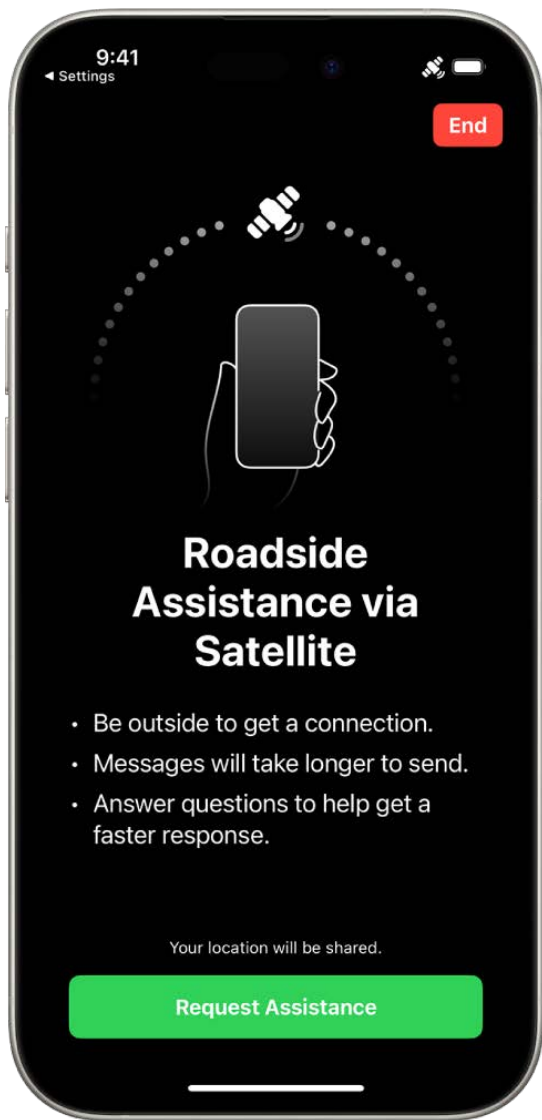 9:41
◀ Settings
End
Roadside
Assistance via
Satellite
• Be outside to get a connection.
• Messages will take longer to send.
• Answer questions to help get a
faster response.
Your location will be shared.
Request Assistance